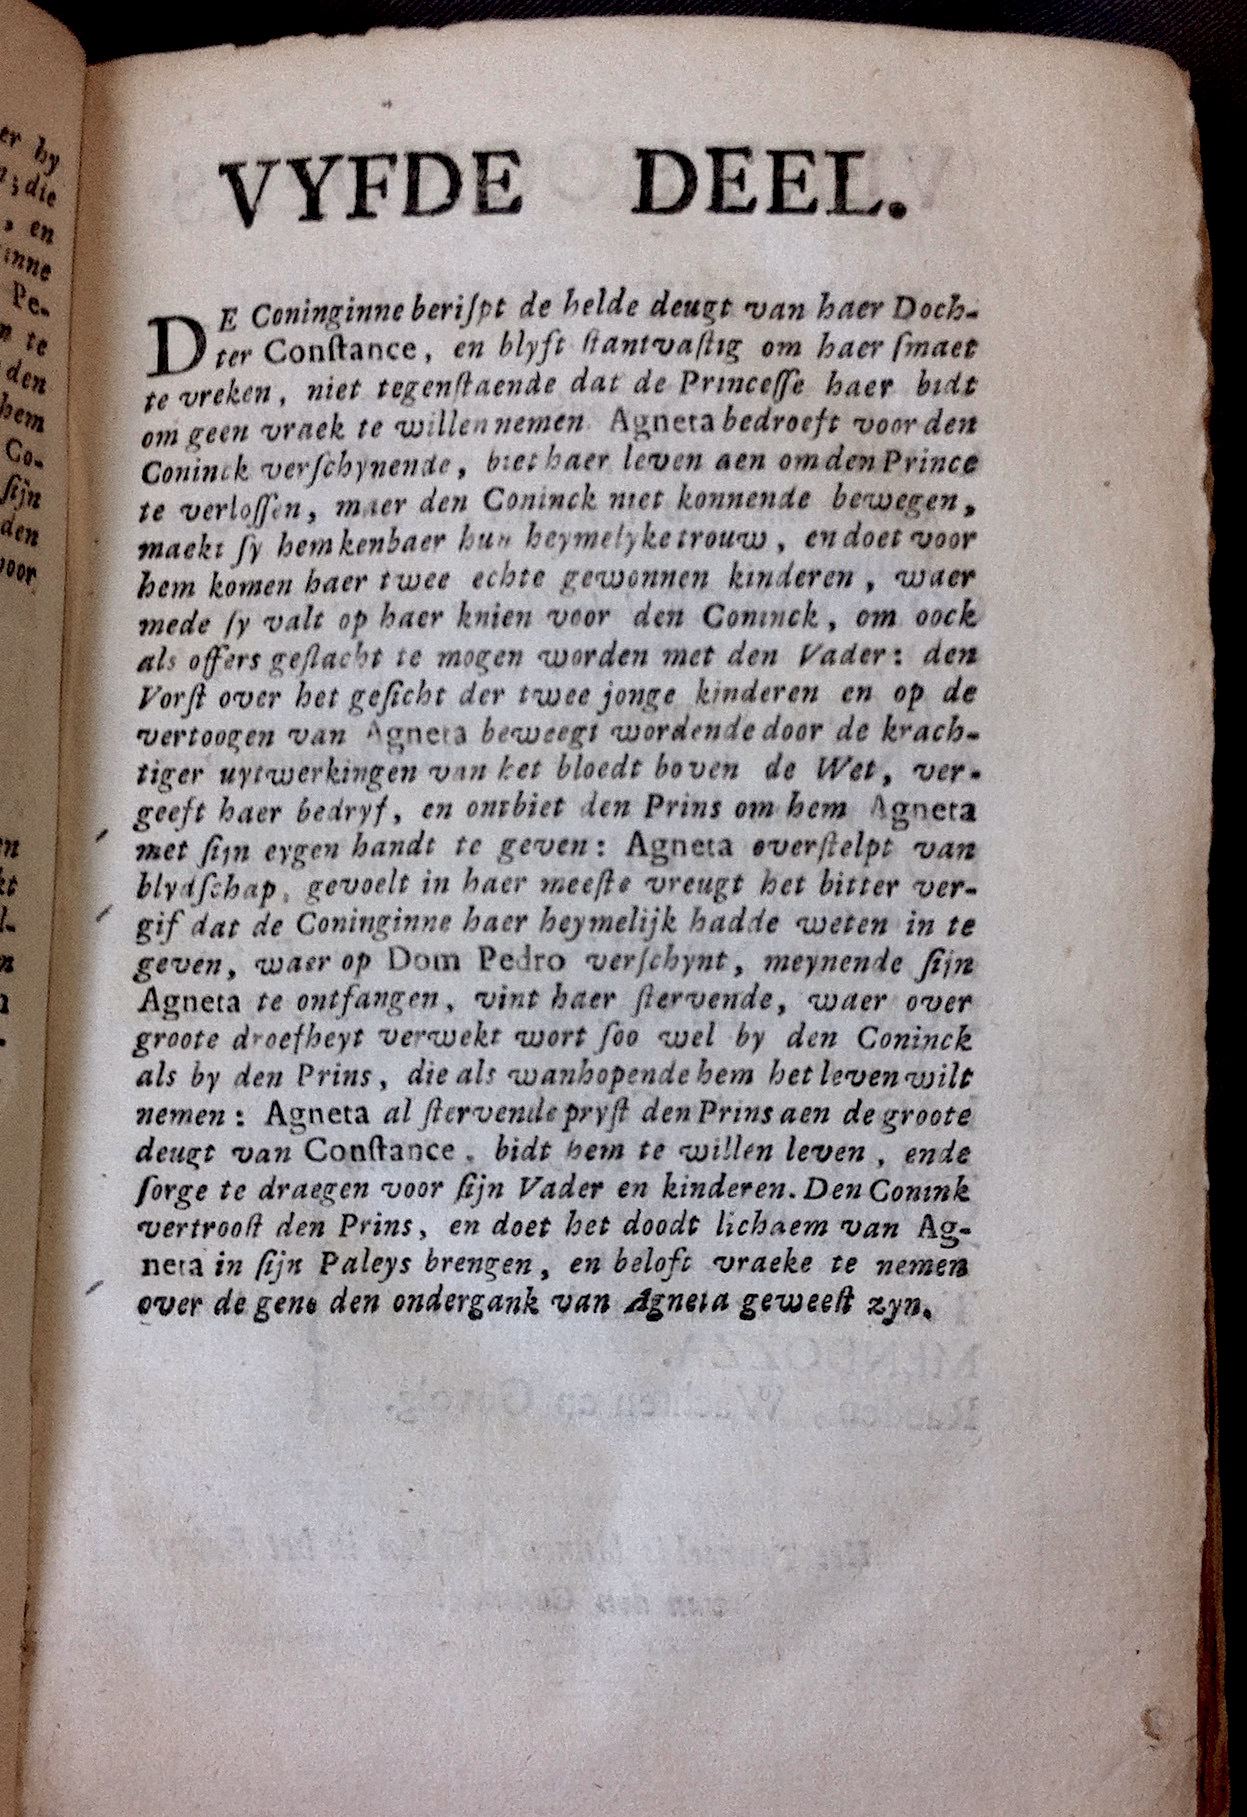 VYFDE DEEL.
DE Coninginne beriſpt de helde deugt van haer Doch-
ter Conſtance, en blyft ſtantvaſtig om haer ſmaet
te vreken, niet tegenſtaende dat de Princeſſe haer bidt
om geen vraek te willen nemen. Agneta bedroeft voor den
Coninck verſchynende, biet haer leven aen om den Prince
te verloſſen, maer den Coninck niet konnende bewegen,
maekt ſy hem kenbaer hun heymelyke trouw, en doet voor
hem komen haer twee echte gewonnen kinderen, waer
mede ſy valt op haer knien voor den Coninck, om oock
als offers geſlacht te mogen worden met den Vader: den
Vorſt over het geſicht der twee jonge kinderen en op de
vertoogen van Agneta beweegt wordende door de krach-
tiger uytwerkingen van het bloedt boven de Wet, ver-
geeft haer bedryf, en ontbiet den Prins om hem Agneta
met ſijn eygen handt te geven: Agneta overſtelpt van
blydſchap, gevoelt in haer meeſte vreugt het bitter ver-
gif dat de Coninginne haer heymelijk hadde weten in te
geven, waer op Dom Pedro verſchynt, meynende ſijn
Agneta te ontfangen, vint haer ſtervende, waer over
groote droefheyt verwekt wort ſoo wel by den Coninck
als by den Prins, die als wanhopende hem het leven wilt
nemen: Agneta al ſtervende pryſt den Prins aen de groote
deugt van Conſtance, bidt hem te willen leven, ende
ſorge te draegen voor ſijn Vader en kinderen. Den Conink
vertrooſt den Prins, en doet het doodt lichaem van Ag-
neta in ſijn Paleys brengen, en beloft vraeke te nemen
over de gene den ondergank van Agneta geweeſt zyn.